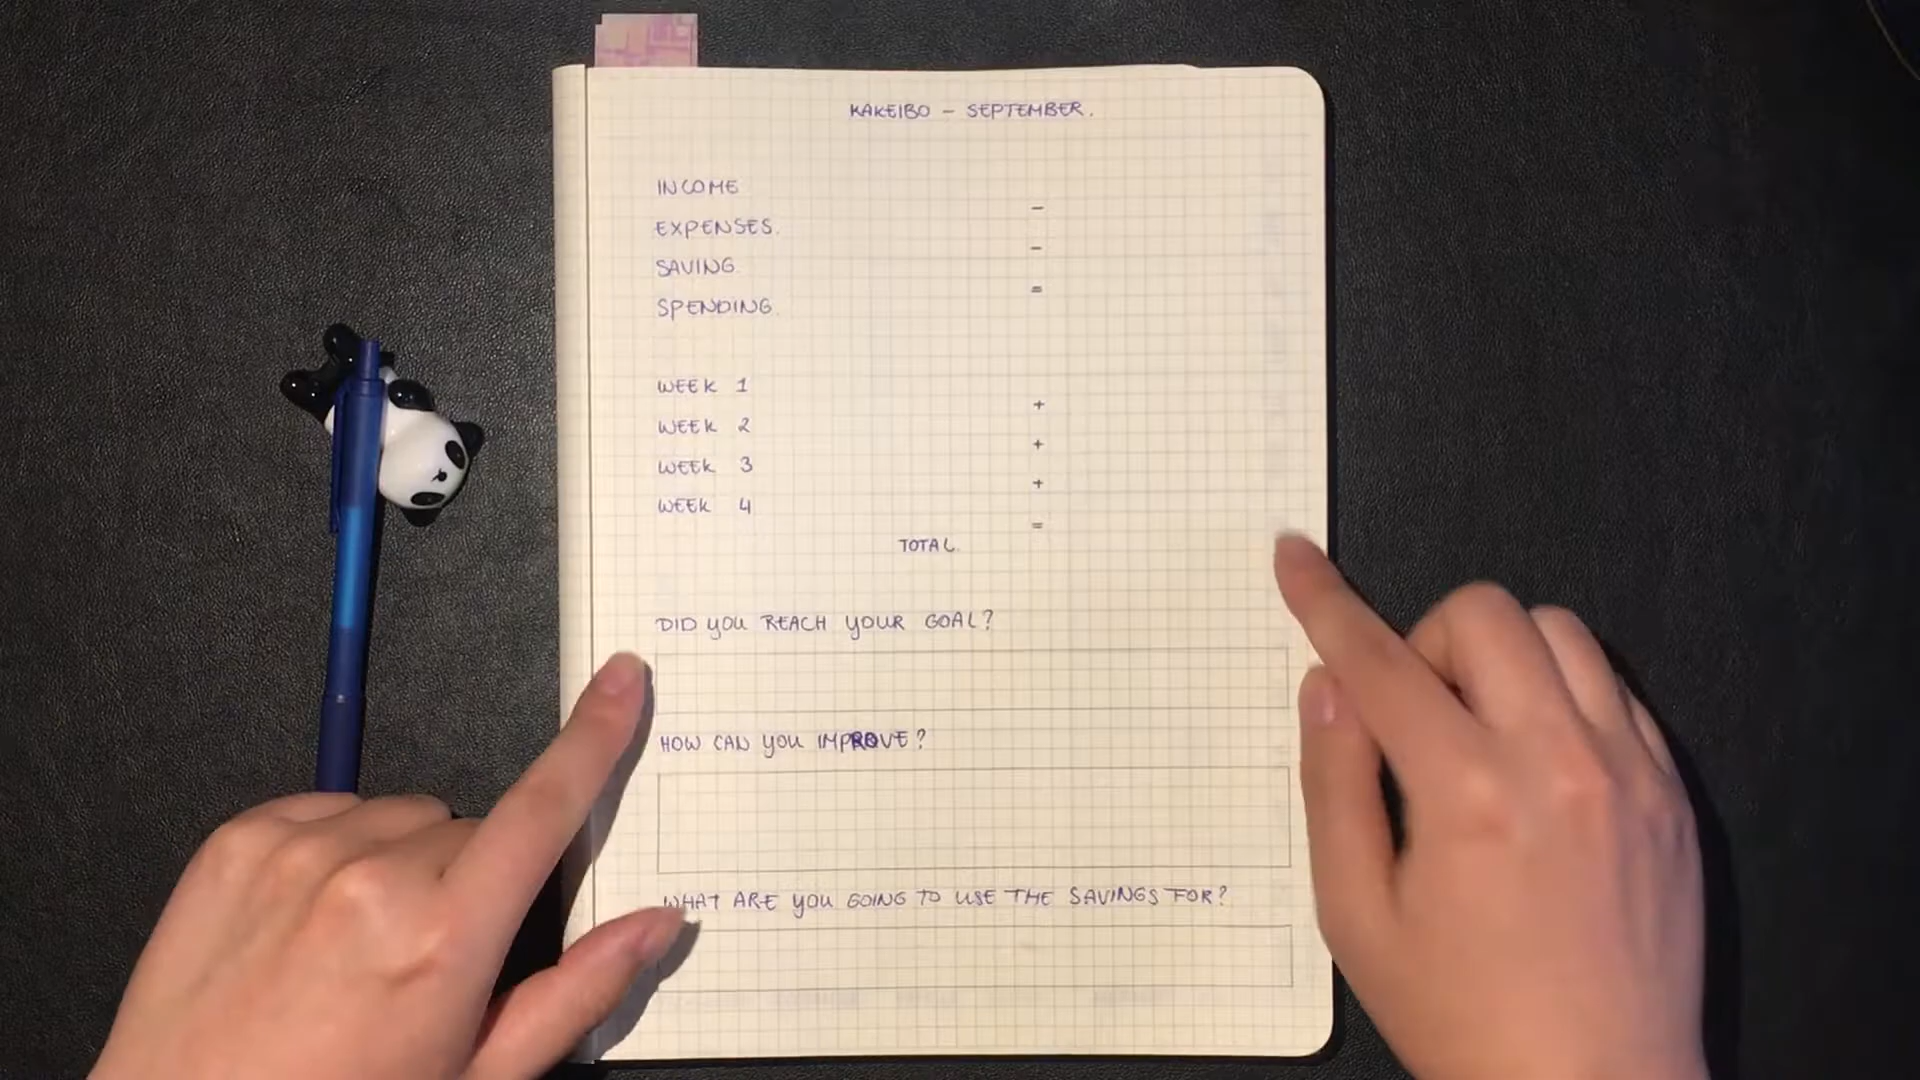 KAKEIBO - SEPTEMBER.
INCOME
-
EXPENSES.
-
SAVING.
=
SPENDING.
WEEK 1
+
WEEK 2
+
WEEK 3
+
WEEK 4
=
TOTAL.
DID YOU REACH YOUR GOAL?
HOW CAN YOU IMPROVE?
WHAT ARE YOU GOING TO USE THE SAVINGS FOR?